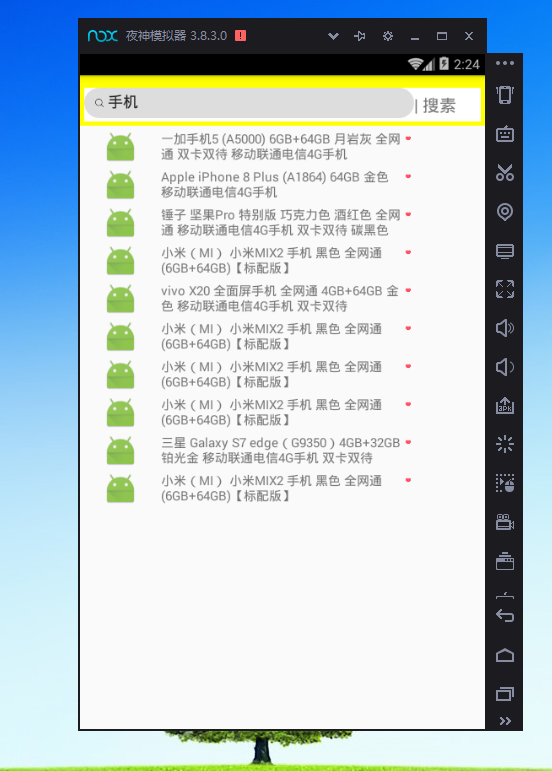 nox 夜神模拟器 3.8.3.0
2:24
手机 | 搜素
一加手机5 (A5000) 6GB+64GB 月岩灰 全网
通 双卡双待 移动联通电信4G手机
Apple iPhone 8 Plus (A1864) 64GB 金色
移动联通电信4G手机
锤子 坚果Pro 特别版 巧克力色 酒红色 全网
通 移动联通电信4G手机 双卡双待 碳黑色
小米（MI） 小米MIX2 手机 黑色 全网通
(6GB+64GB)【标配版】
vivo X20 全面屏手机 全网通 4GB+64GB 金
色 移动联通电信4G手机 双卡双待
小米（MI） 小米MIX2 手机 黑色 全网通
(6GB+64GB)【标配版】
小米（MI） 小米MIX2 手机 黑色 全网通
(6GB+64GB)【标配版】
小米（MI） 小米MIX2 手机 黑色 全网通
(6GB+64GB)【标配版】
三星 Galaxy S7 edge（G9350）4GB+32GB
铂光金 移动联通电信4G手机 双卡双待
小米（MI） 小米MIX2 手机 黑色 全网通
(6GB+64GB)【标配版】